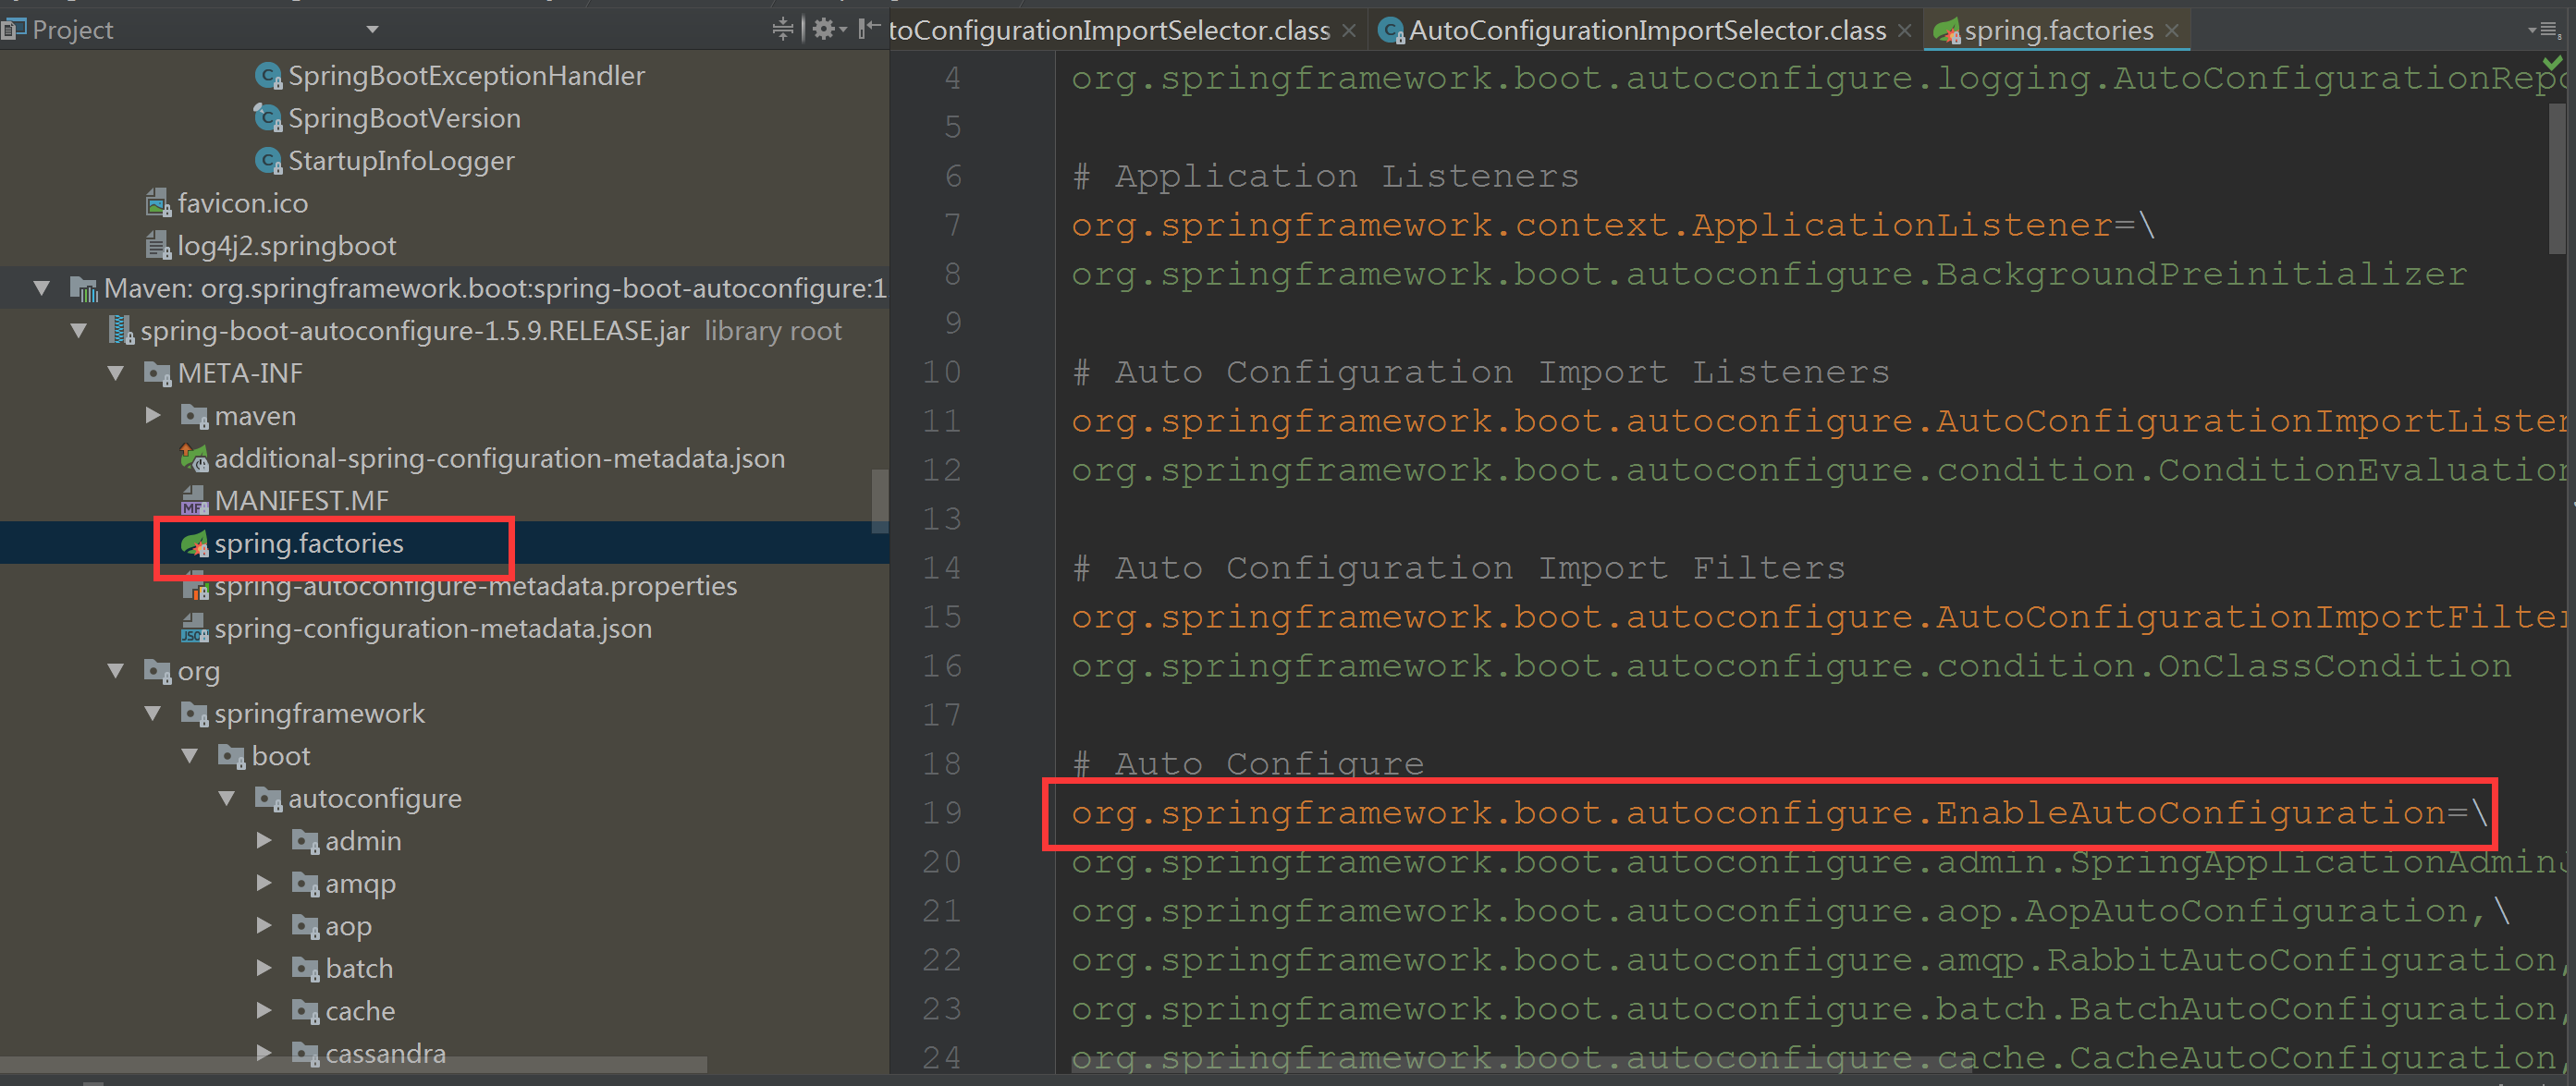 Project
SpringBootExceptionHandler
SpringBootVersion
StartupInfoLogger
favicon.ico
log4j2.springboot
Maven: org.springframework.boot:spring-boot-autoconfigure:1.
spring-boot-autoconfigure-1.5.9.RELEASE.jar library root
META-INF
maven
additional-spring-configuration-metadata.json
MANIFEST.MF
spring.factories
spring-autoconfigure-metadata.properties
spring-configuration-metadata.json
org
springframework
boot
autoconfigure
admin
amqp
aop
batch
cache
cassandra
toConfigurationImportSelector.class
AutoConfigurationImportSelector.class
spring.factories
4 org.springframework.boot.autoconfigure.logging.AutoConfigurationRepo
5
6 # Application Listeners
7 org.springframework.context.ApplicationListener=\
8 org.springframework.boot.autoconfigure.BackgroundPreinitializer
9
10 # Auto Configuration Import Listeners
11 org.springframework.boot.autoconfigure.AutoConfigurationImportListen
12 org.springframework.boot.autoconfigure.condition.ConditionEvaluation
13
14 # Auto Configuration Import Filters
15 org.springframework.boot.autoconfigure.AutoConfigurationImportFilter
16 org.springframework.boot.autoconfigure.condition.OnClassCondition
17
18 # Auto Configure
19 org.springframework.boot.autoconfigure.EnableAutoConfiguration=\
20 org.springframework.boot.autoconfigure.admin.SpringApplicationAdminJ
21 org.springframework.boot.autoconfigure.aop.AopAutoConfiguration,\
22 org.springframework.boot.autoconfigure.amqp.RabbitAutoConfiguration,
23 org.springframework.boot.autoconfigure.batch.BatchAutoConfiguration,
24 org.springframework.boot.autoconfigure.cache.CacheAutoConfiguration,